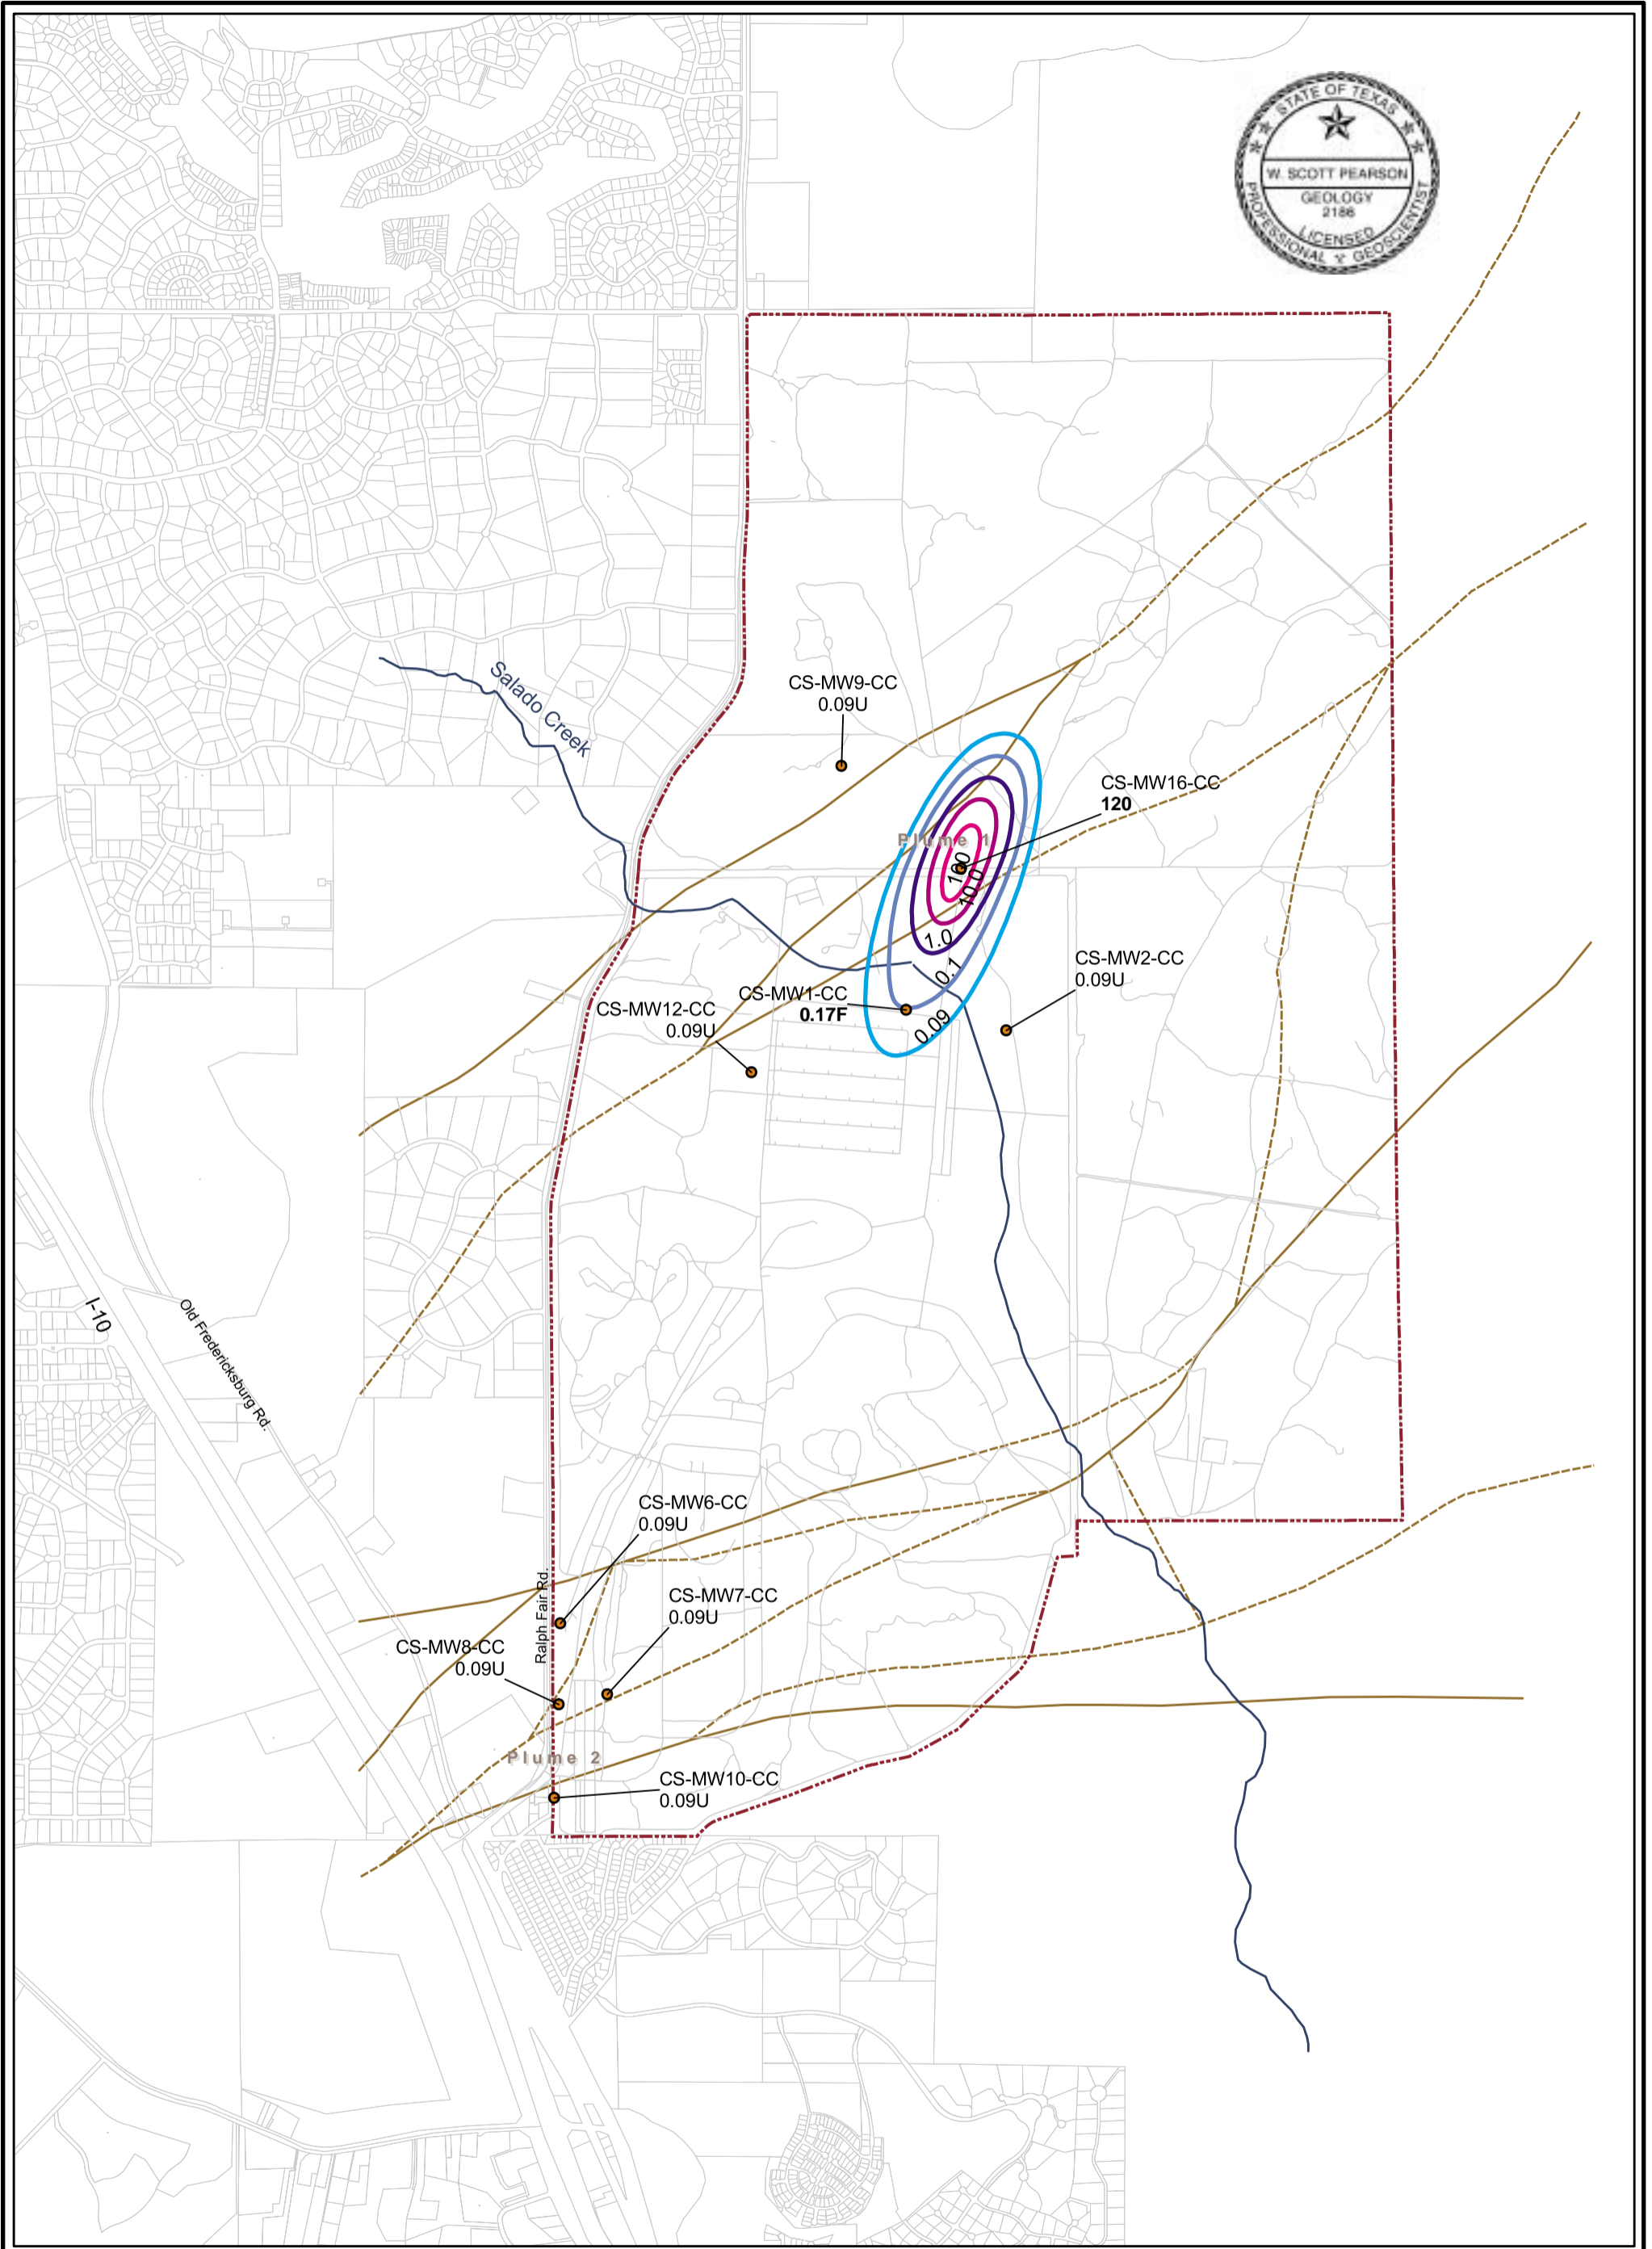 STATE OF TEXAS
W. SCOTT PEARSON
GEOLOGY
2186
LICENSED
PROFESSIONAL GEOSCIENTIST
Salado Creek
CS-MW9-CC
0.09U
CS-MW16-CC
120
Plume 1
100
10.0
1.0
0.1
0.09
CS-MW2-CC
0.09U
CS-MW1-CC
0.17F
CS-MW12-CC
0.09U
I-10
Old Fredericksburg Rd.
CS-MW6-CC
0.09U
Ralph Fair Rd.
CS-MW7-CC
0.09U
CS-MW8-CC
0.09U
Plume 2
CS-MW10-CC
0.09U